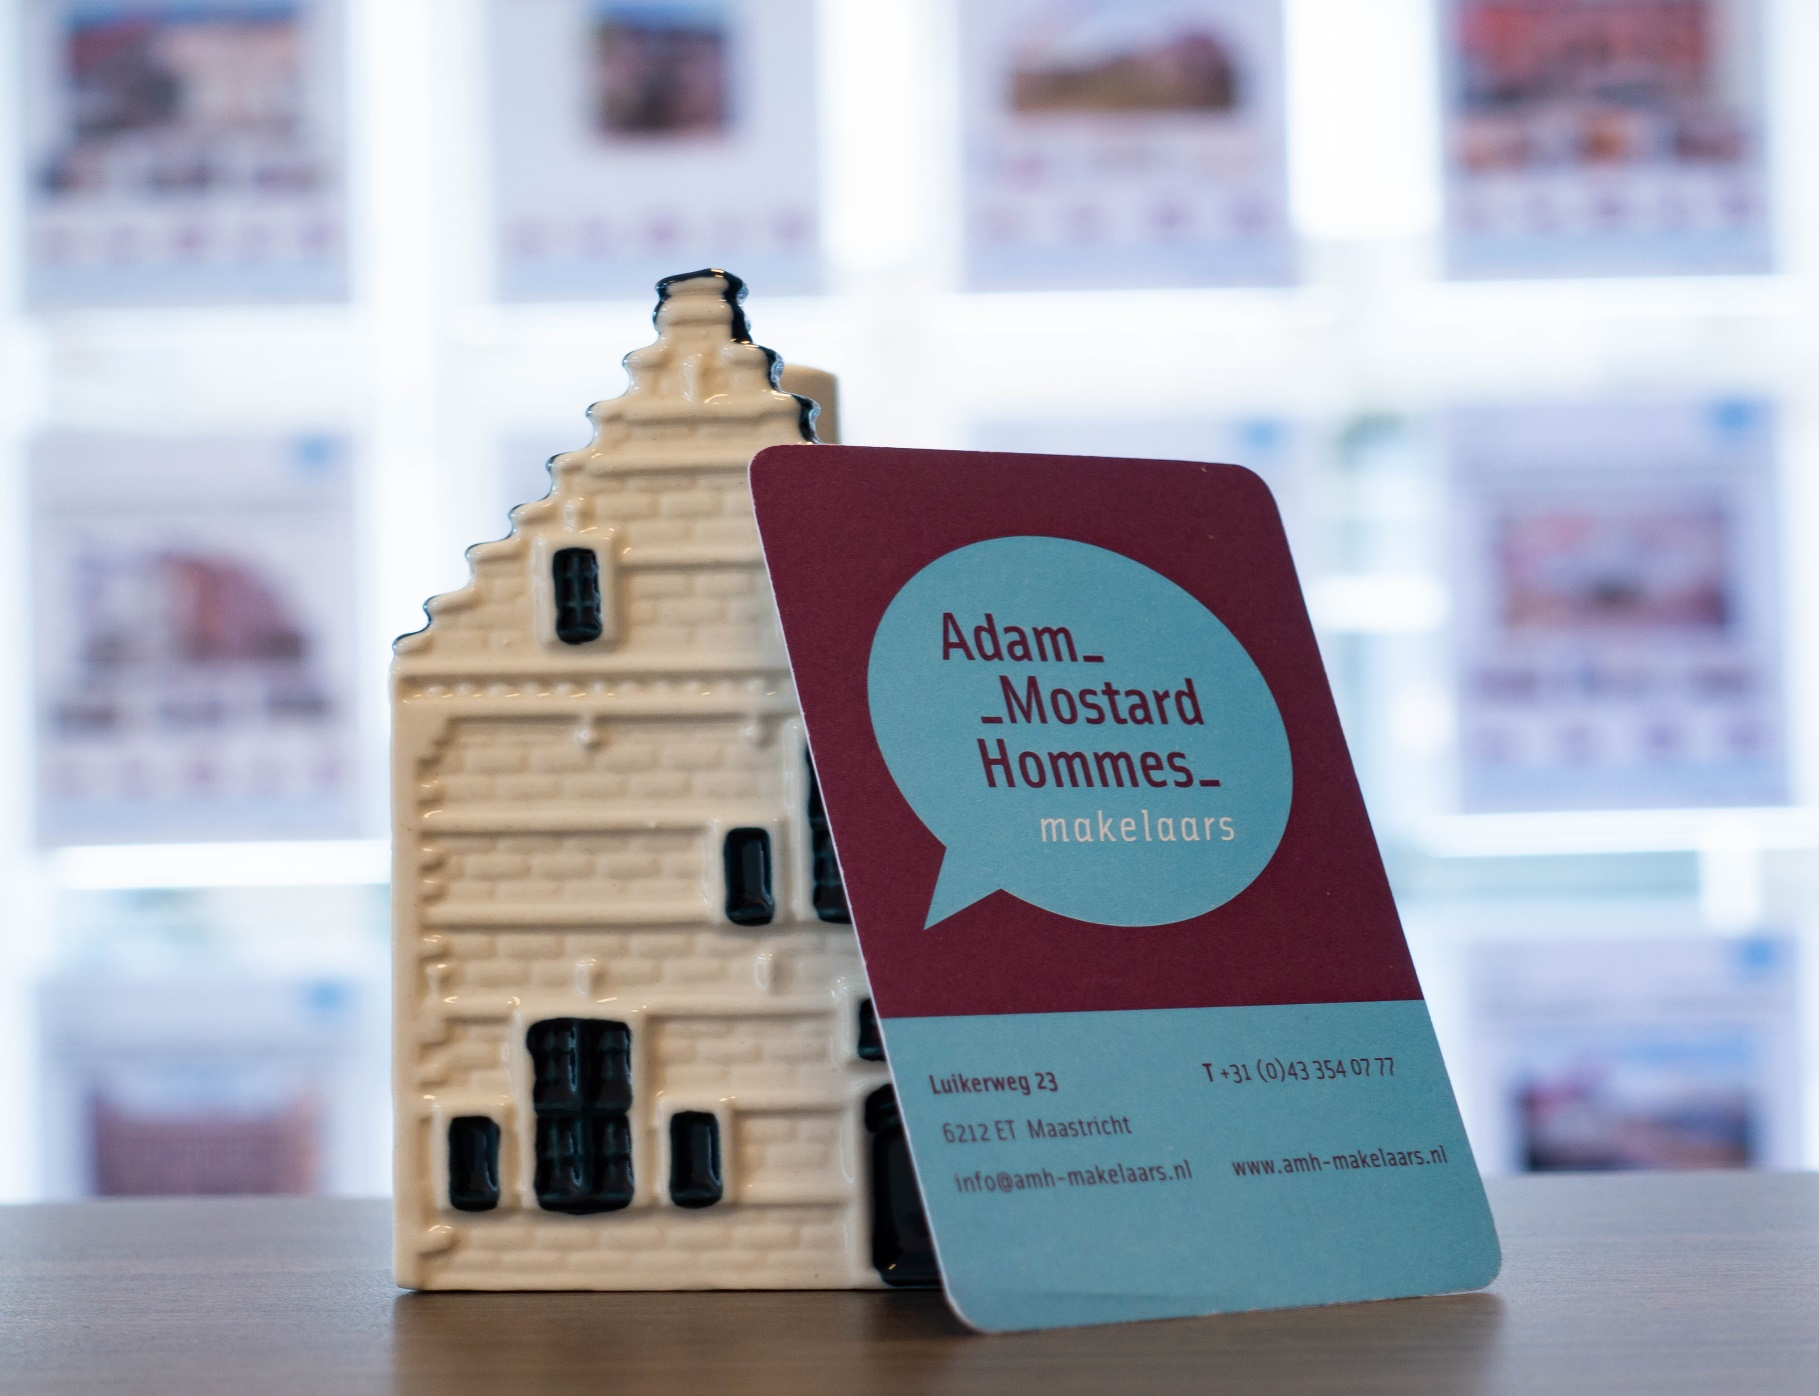 Adam_
_Mostard
Hommes_
makelaars
Luikerweg 23
T +31 (0)43 354 07 77
6212 ET Maastricht
info@amh-makelaars.nl
www.amh-makelaars.nl